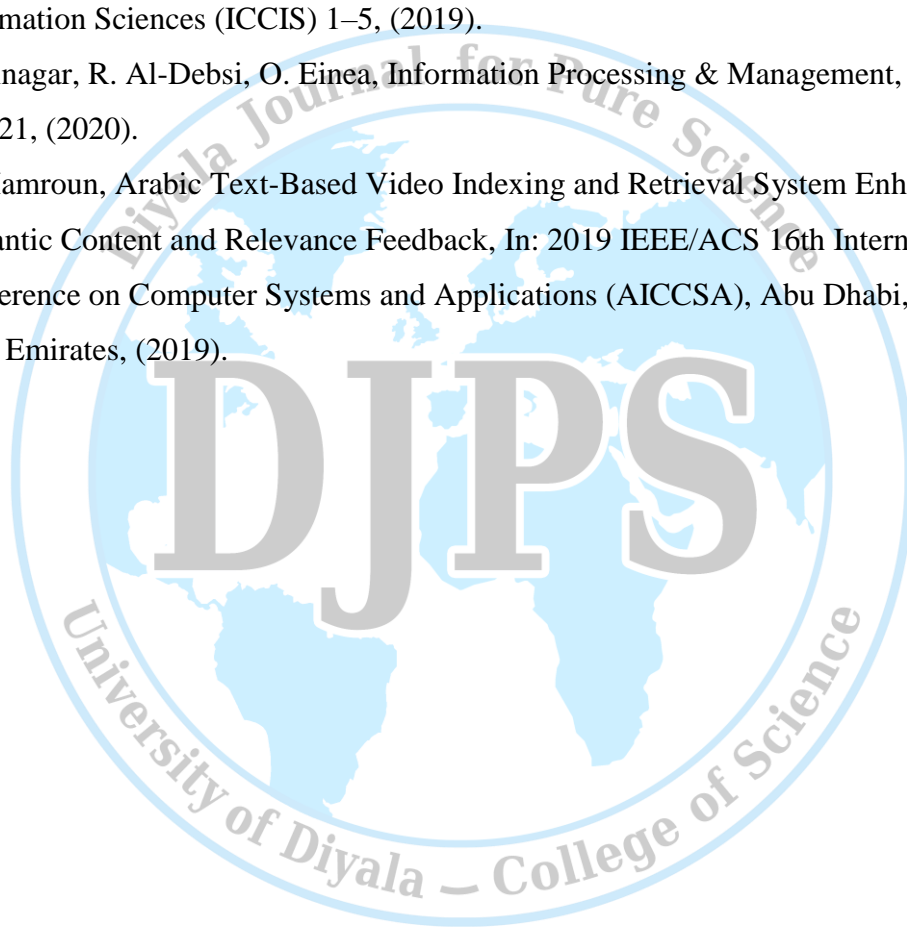 rmation Sciences (ICCIS) 1–5, (2019).
nagar, R. Al-Debsi, O. Einea, Information Processing & Management,
21, (2020).
amroun, Arabic Text-Based Video Indexing and Retrieval System Enh
antic Content and Relevance Feedback, In: 2019 IEEE/ACS 16th Intern
erence on Computer Systems and Applications (AICCSA), Abu Dhabi,
Emirates, (2019).
Diyala Journal for Pure Science
DJPS
University of Diyala – College of Science